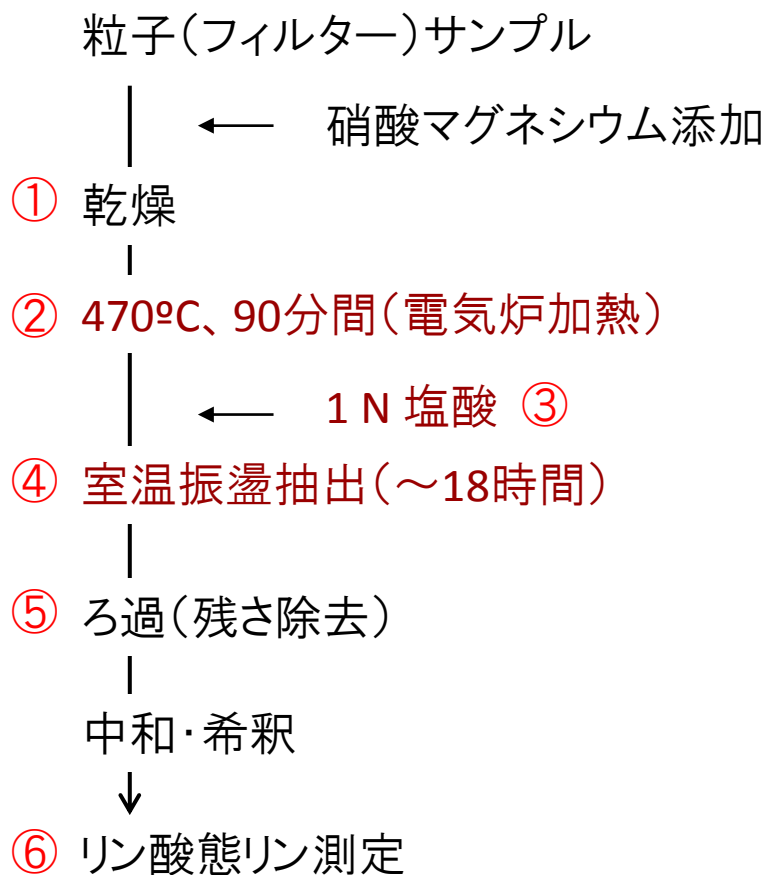 粒子(フィルター)サンプル
硝酸マグネシウム添加
① 乾燥
② 470ºC、90分間(電気炉加熱)
1 N 塩酸 ③
④ 室温振盪抽出(～18時間)
⑤ ろ過(残さ除去)
中和・希釈
⑥ リン酸態リン測定